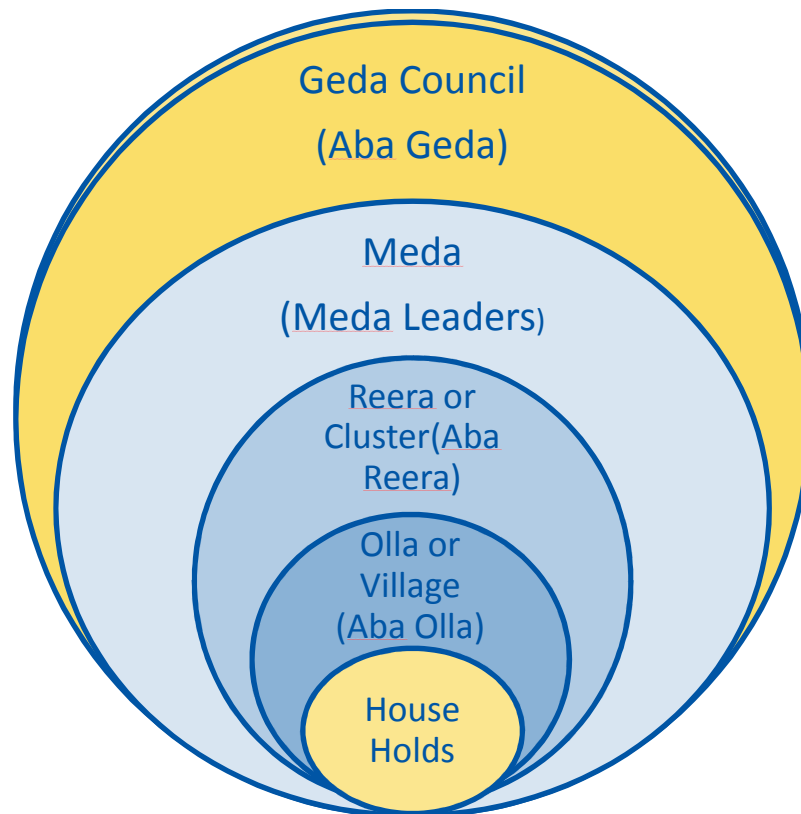 Geda Council
(Aba Geda)
Meda
(Meda Leaders)
Reera or
Cluster(Aba
Reera)
Olla or
Village
(Aba Olla)
House
Holds